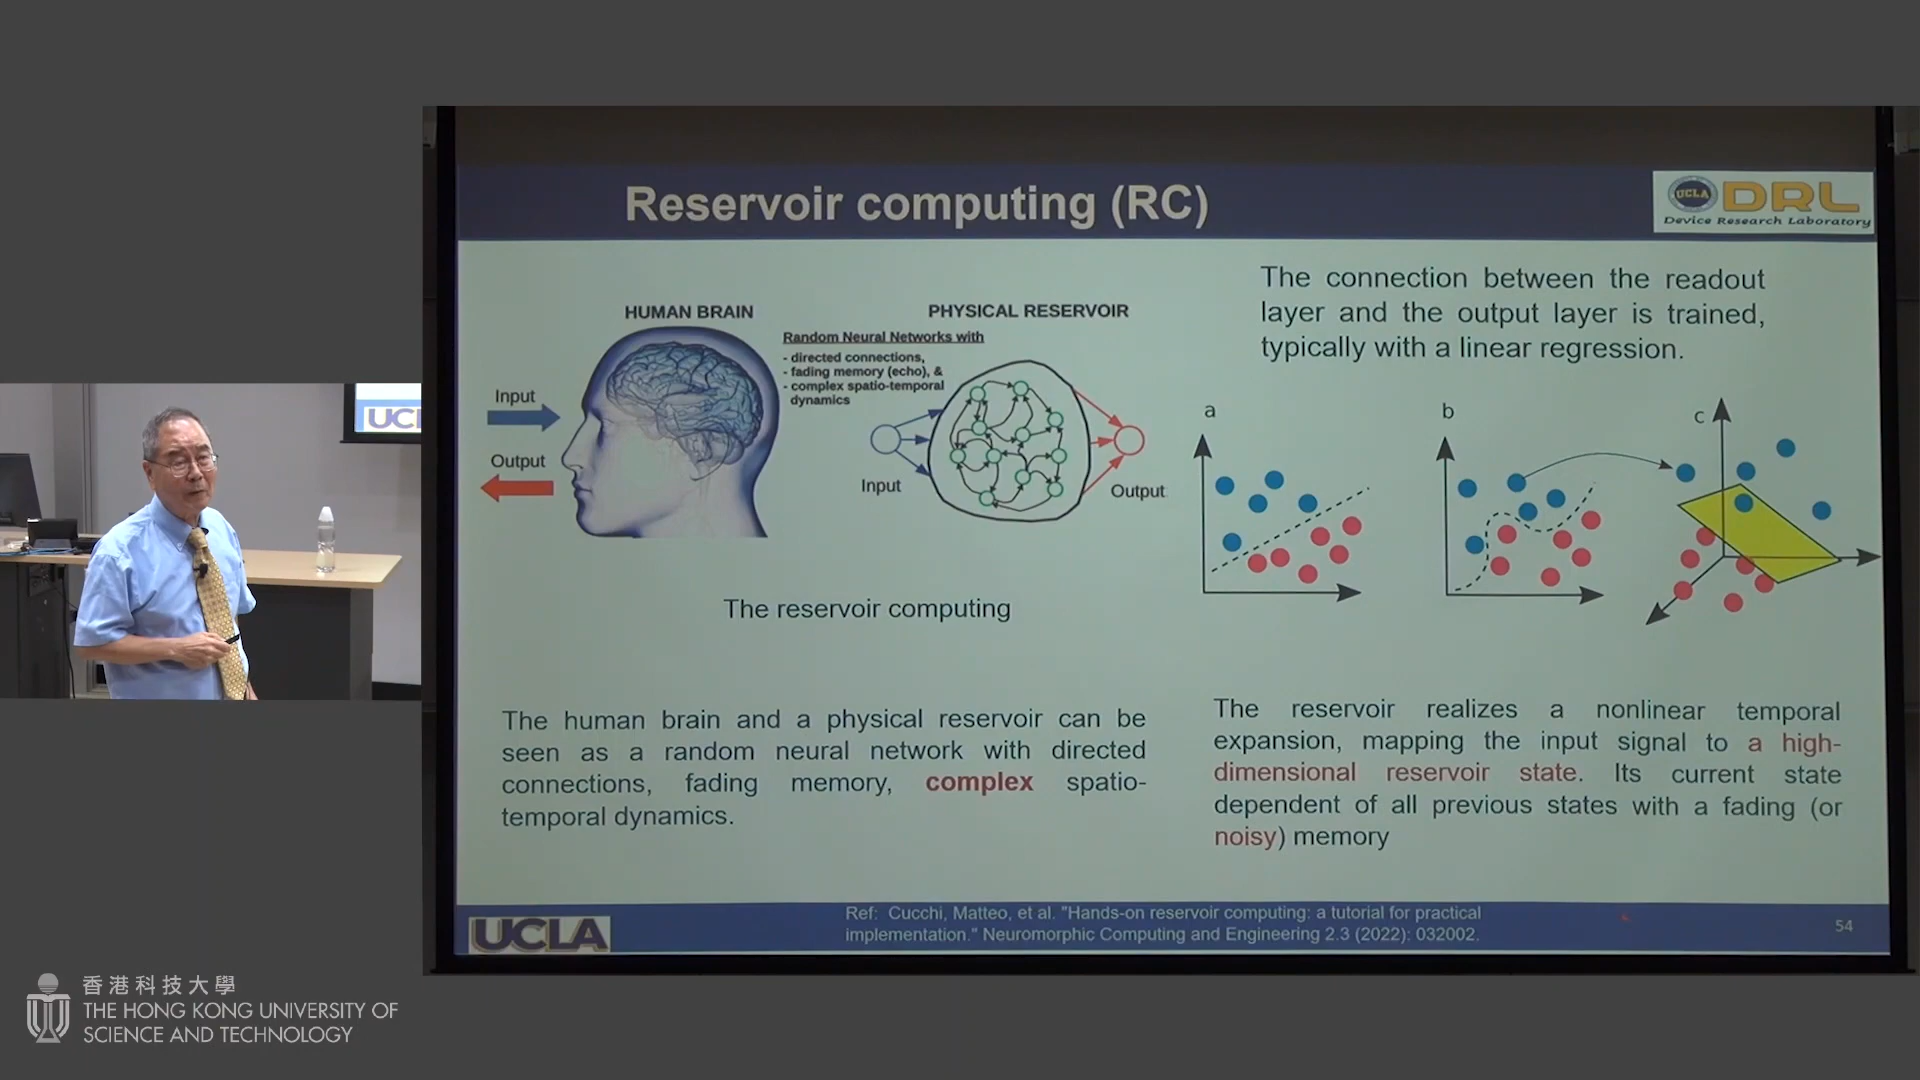 Reservoir computing (RC)
UCLA
DRL
Device Research Laboratory
HUMAN BRAIN
PHYSICAL RESERVOIR
Random Neural Networks with
- directed connections,
- fading memory (echo), &
- complex spatio-temporal
dynamics
Input
Output
Input
Output
The reservoir computing
The human brain and a physical reservoir can be
seen as a random neural network with directed
connections, fading memory, complex spatio-
temporal dynamics.
The connection between the readout
layer and the output layer is trained,
typically with a linear regression.
a
b
c
The reservoir realizes a nonlinear temporal
expansion, mapping the input signal to a high-
dimensional reservoir state. Its current state
dependent of all previous states with a fading (or
noisy) memory
UCLA
Ref: Cucchi, Matteo, et al. "Hands-on reservoir computing: a tutorial for practical
implementation." Neuromorphic Computing and Engineering 2.3 (2022): 032002.
54
UCL
香港科技大學
THE HONG KONG UNIVERSITY OF
SCIENCE AND TECHNOLOGY